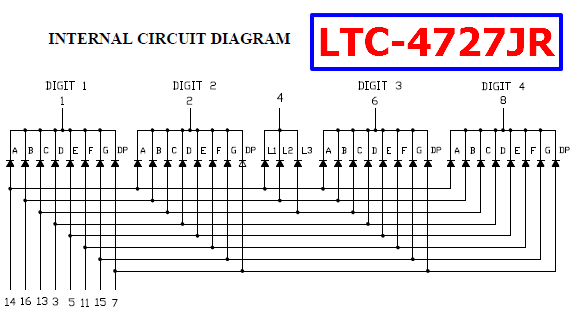 INTERNAL CIRCUIT DIAGRAM
LTC-4727JR
DIGIT 1 DIGIT 2 4 DIGIT 3 DIGIT 4
1 2 6 8
A B C D E F G DP A B C D E F G DP L1 L2 L3 A B C D E F G DP A B C D E F G DP
14 16 13 3 5 11 15 7